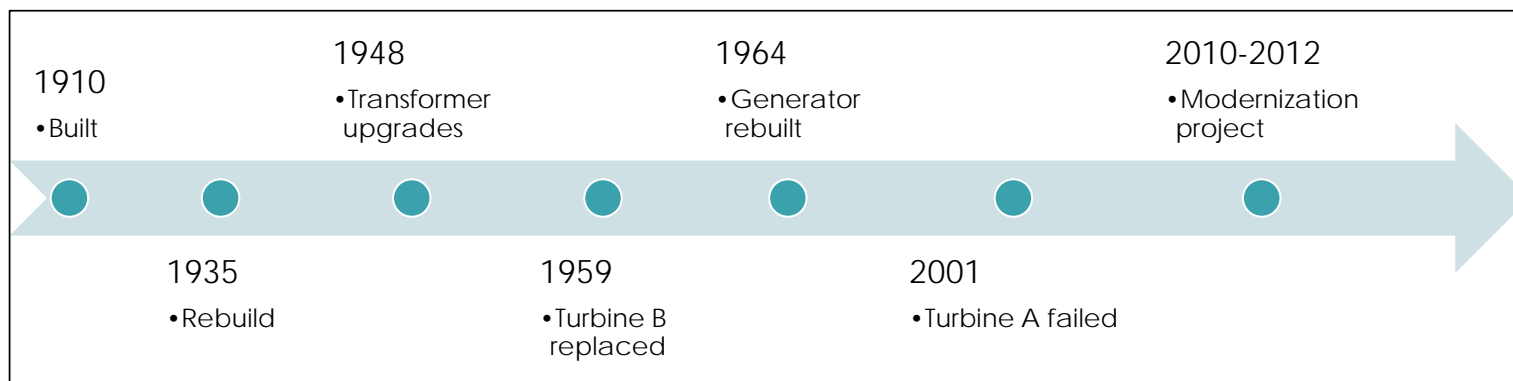 1910
•Built
1935
•Rebuild
1948
•Transformer
upgrades
1959
•Turbine B
replaced
1964
•Generator
rebuilt
2001
•Turbine A failed
2010-2012
•Modernization
project